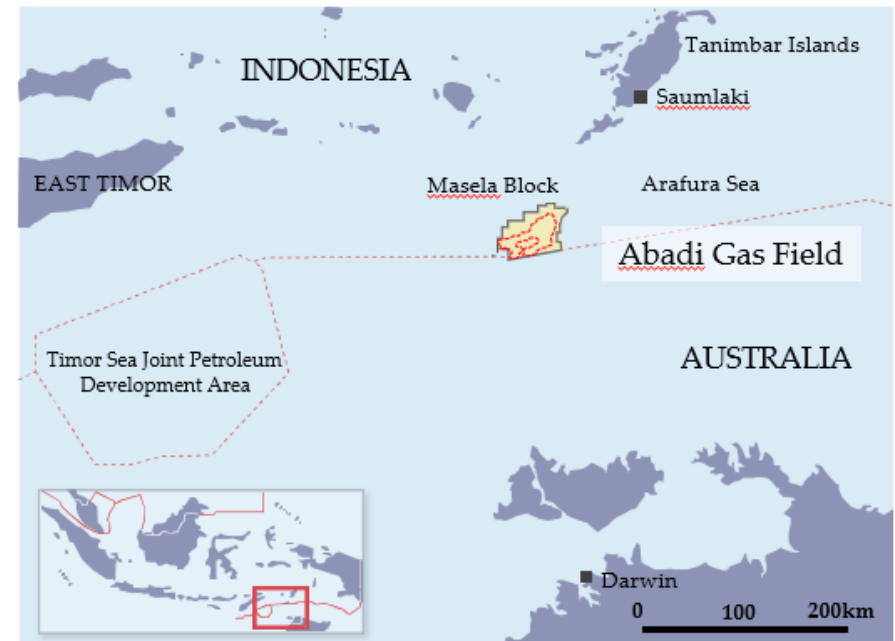 Tanimbar Islands
INDONESIA
Saumlaki
EAST TIMOR
Masela Block
Arafura Sea
Abadi Gas Field
Timor Sea Joint Petroleum
Development Area
AUSTRALIA
Darwin
0 100 200km